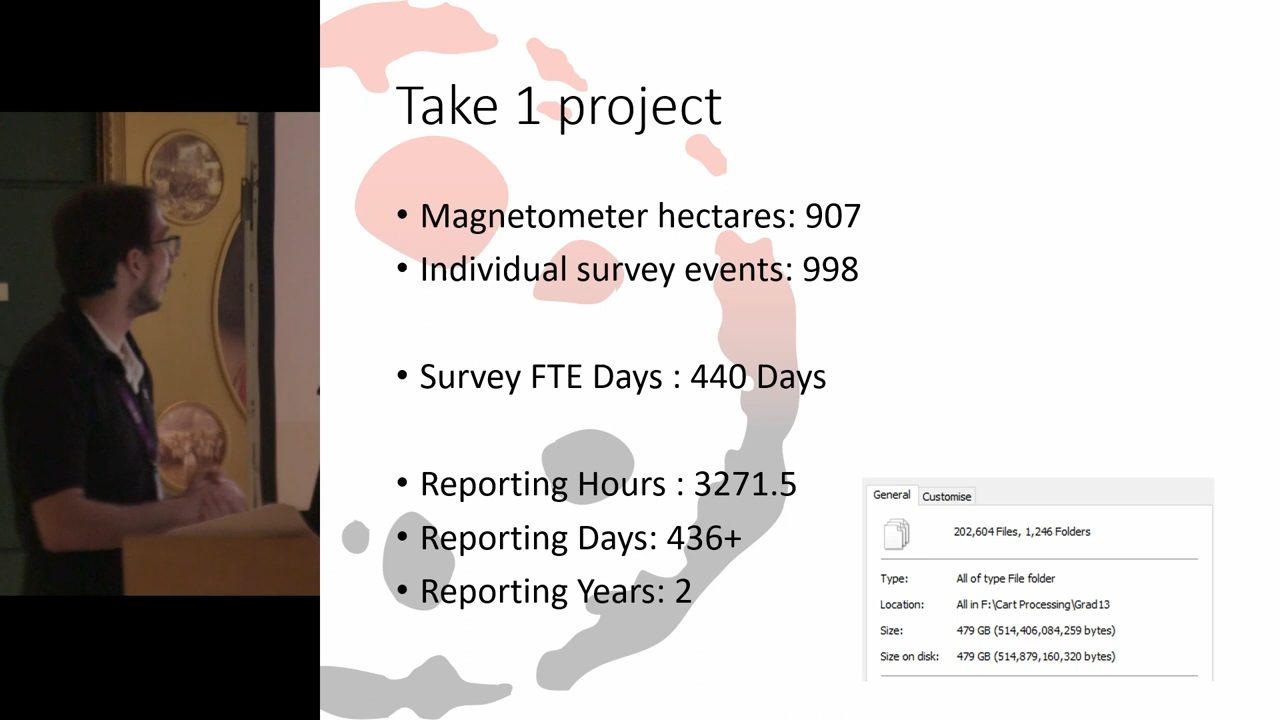 Take 1 project
• Magnetometer hectares: 907
• Individual survey events: 998
• Survey FTE Days : 440 Days
• Reporting Hours : 3271.5
• Reporting Days: 436+
• Reporting Years: 2
General Customise
202,604 Files, 1,246 Folders
Type: All of type File folder
Location: All in F:\Cart Processing\Grad13
Size: 479 GB (514,406,084,259 bytes)
Size on disk: 479 GB (514,879,160,320 bytes)